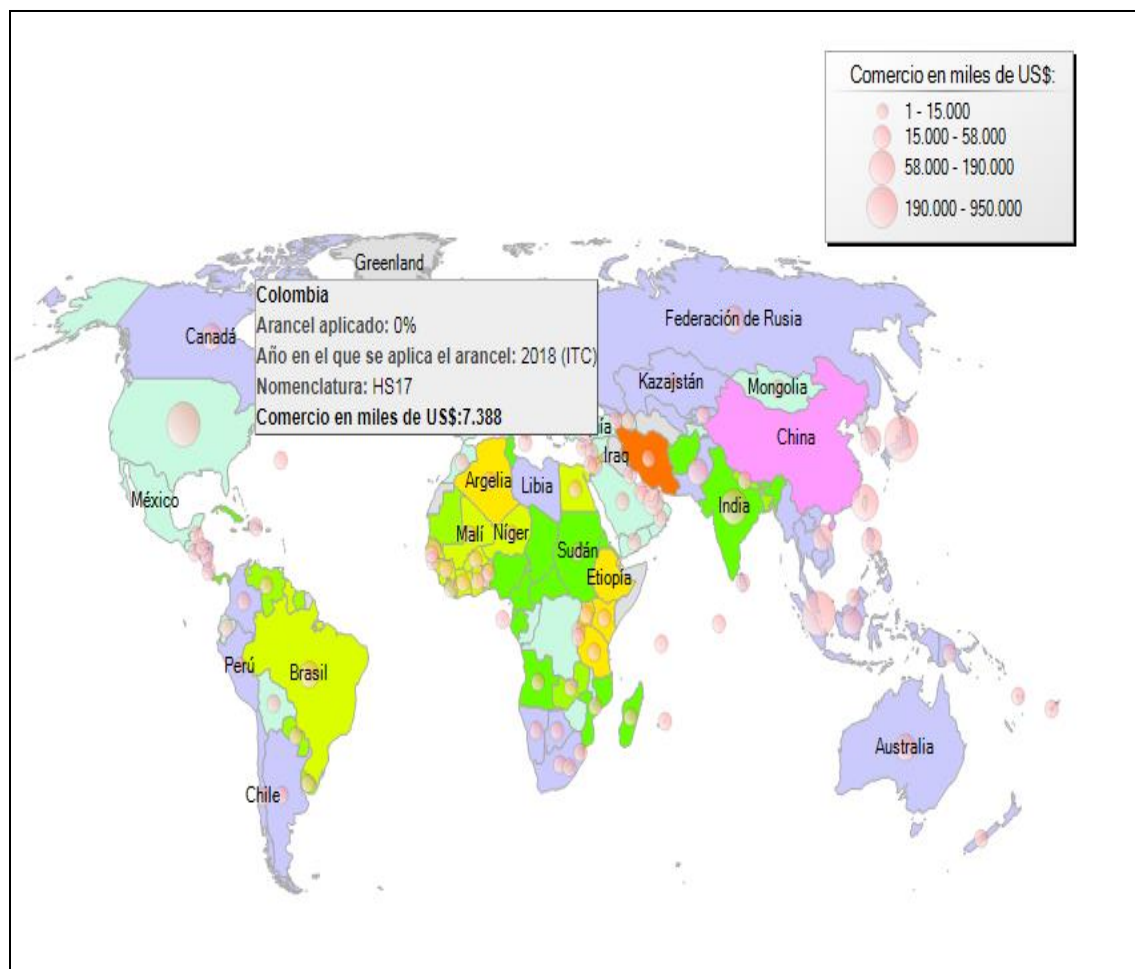 Comercio en miles de US$:
1 - 15.000
15.000 - 58.000
58.000 - 190.000
190.000 - 950.000
Greenland
Colombia
Arancel aplicado: 0%
Año en el que se aplica el arancel: 2018 (ITC)
Nomenclatura: HS17
Comercio en miles de US$:7.388
Canadá
Federación de Rusia
Kazajstán
Mongolia
China
Iraq
México
Argelia
Libia
India
Malí
Níger
Sudán
Etiopía
Perú
Brasil
Australia
Chile